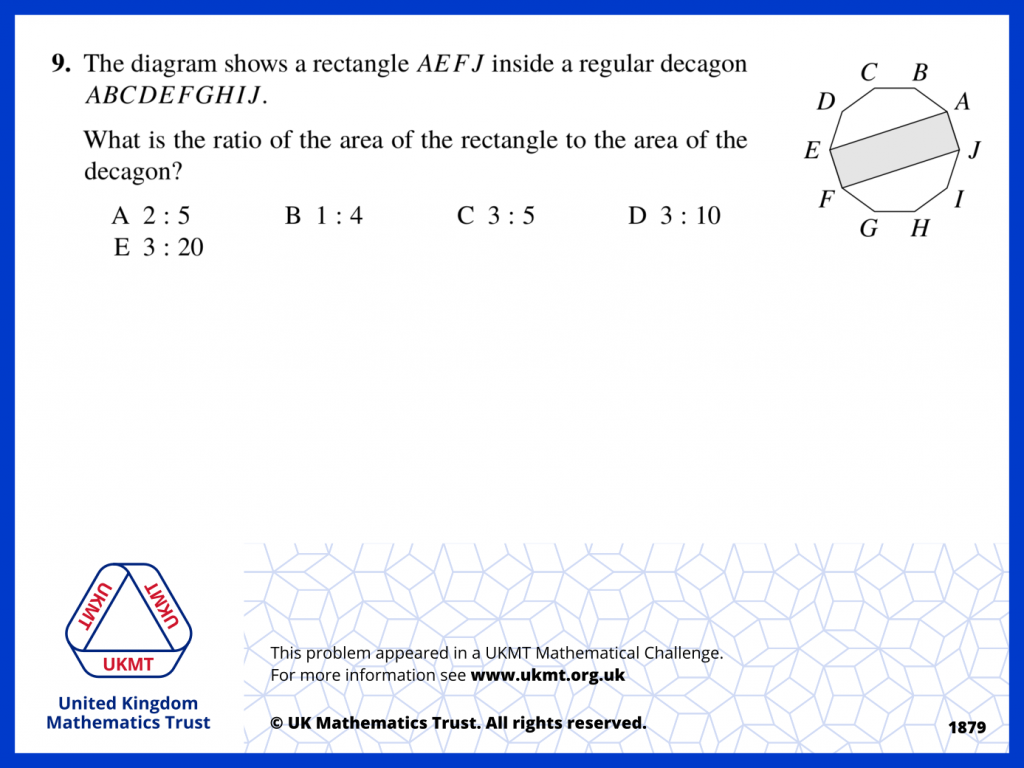 9. The diagram shows a rectangle AEFJ inside a regular decagon
ABCDEFGHIJ.
What is the ratio of the area of the rectangle to the area of the
decagon?
A 2 : 5 B 1 : 4 C 3 : 5 D 3 : 10
E 3 : 20
C B
D A
E J
F I
G H
UKMT UKMT
UKMT
United Kingdom
Mathematics Trust
This problem appeared in a UKMT Mathematical Challenge.
For more information see www.ukmt.org.uk
© UK Mathematics Trust. All rights reserved.
1879